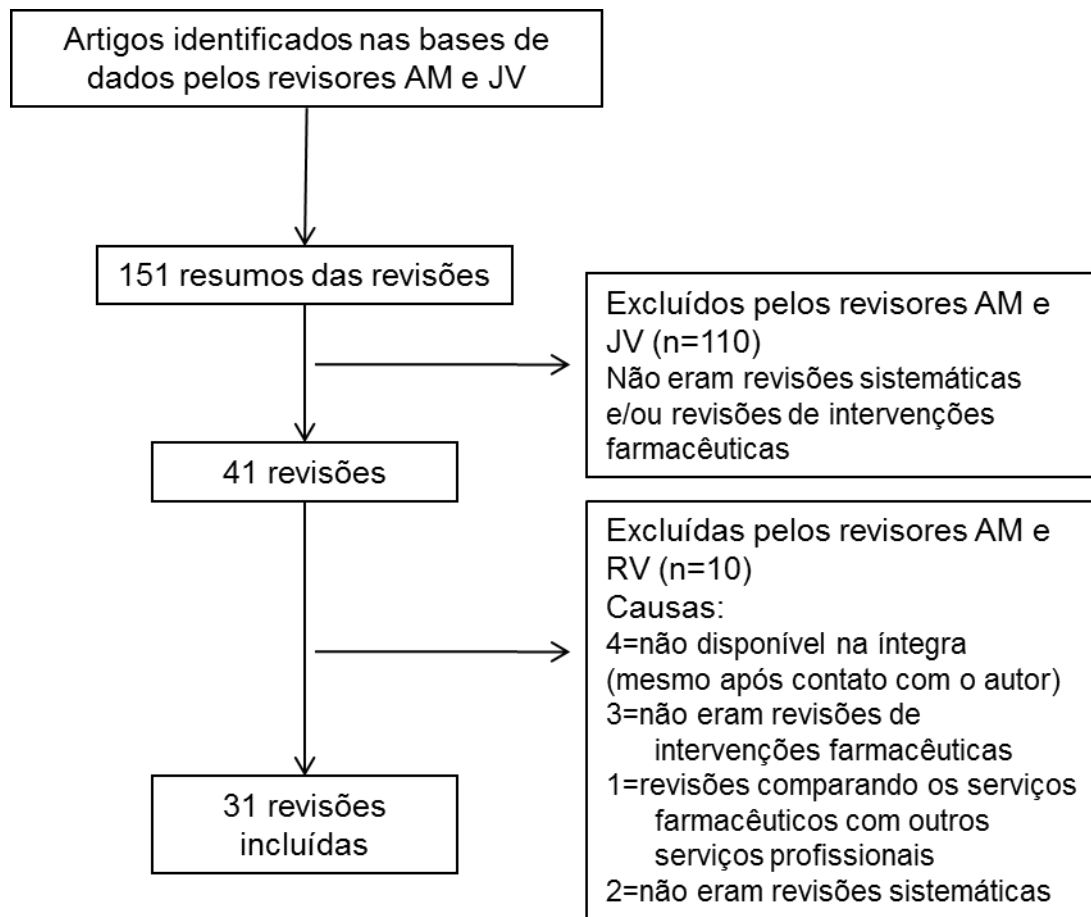 Artigos identificados nas bases de
dados pelos revisores AM e JV
151 resumos das revisões
Excluídos pelos revisores AM e
JV (n=110)
Não eram revisões sistemáticas
e/ou revisões de intervenções
farmacêuticas
41 revisões
Excluídas pelos revisores AM e
RV (n=10)
Causas:
4=não disponível na íntegra
(mesmo após contato com o autor)
3=não eram revisões de
intervenções farmacêuticas
1=revisões comparando os serviços
farmacêuticos com outros
serviços profissionais
2=não eram revisões sistemáticas
31 revisões
incluídas